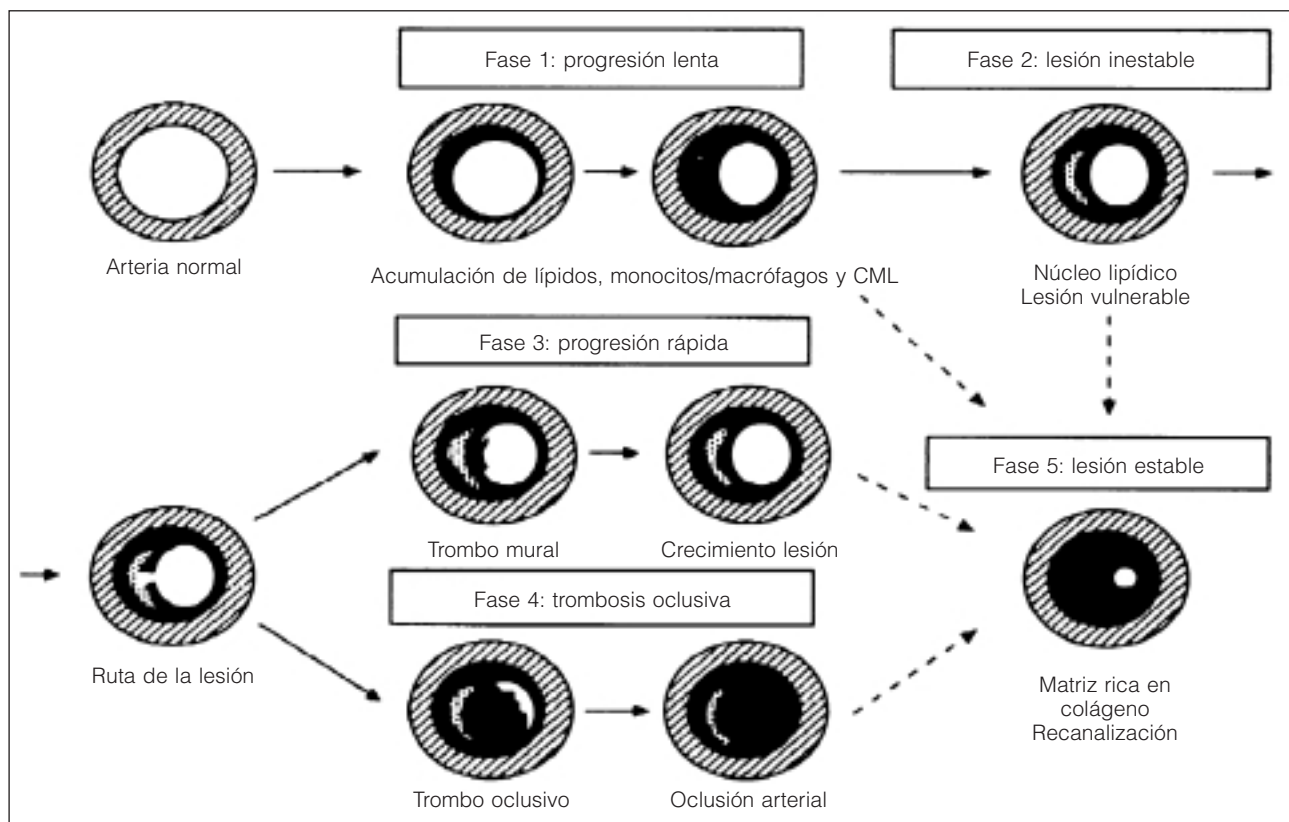 Fase 1: progresión lenta
Fase 2: lesión inestable
Arteria normal
Acumulación de lípidos, monocitos/macrófagos y CML
Núcleo lipídico
Lesión vulnerable
Fase 3: progresión rápida
Trombo mural
Crecimiento lesión
Fase 5: lesión estable
Ruta de la lesión
Fase 4: trombosis oclusiva
Trombo oclusivo
Oclusión arterial
Matriz rica en
colágeno
Recanalización